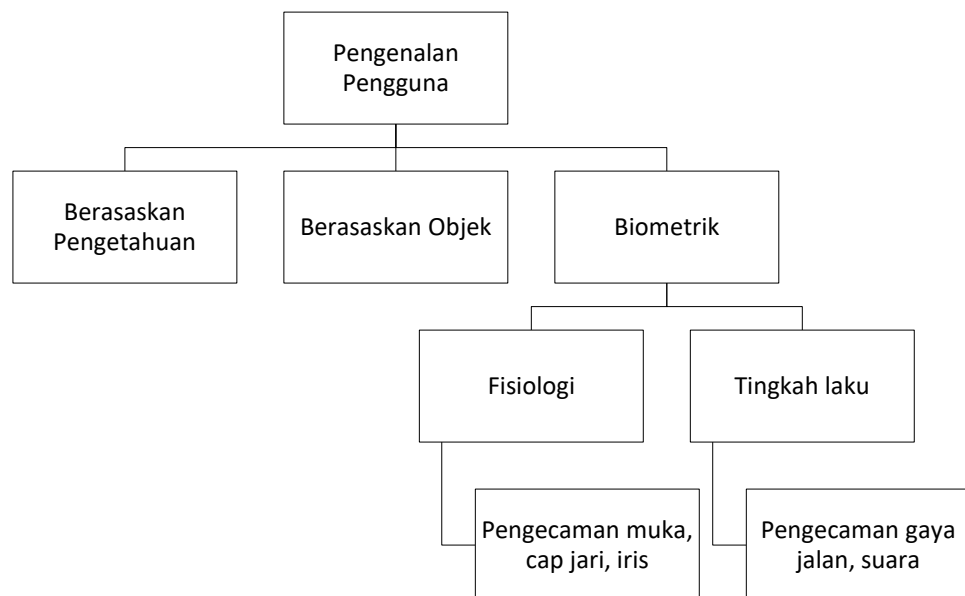 Pengenalan
Pengguna
Berasaskan
Pengetahuan
Berasaskan Objek
Biometrik
Fisiologi
Tingkah laku
Pengecaman muka,
cap jari, iris
Pengecaman gaya
jalan, suara